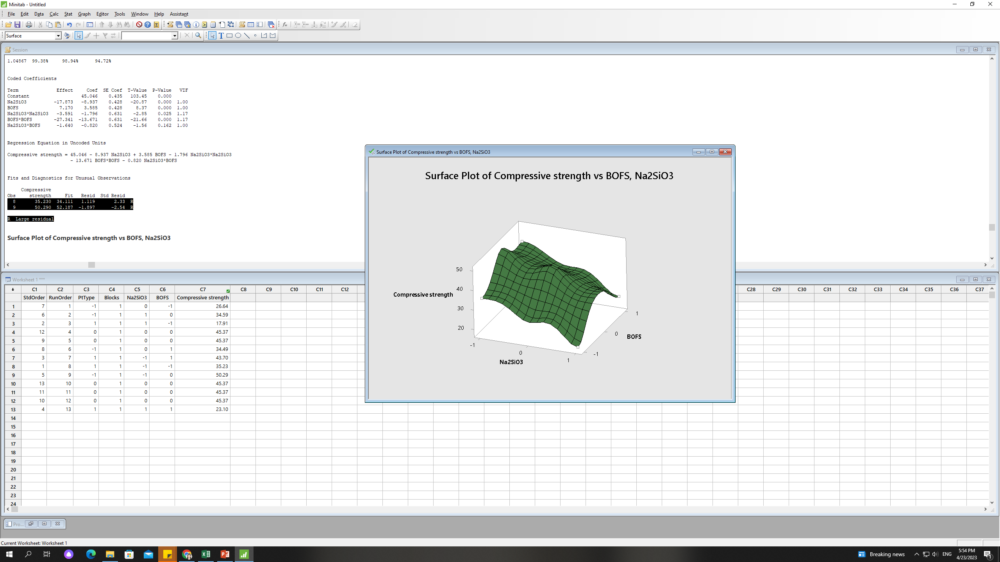 Minitab - Untitled
File Edit Data Calc Stat Graph Editor Tools Window Help Assistant
Surface
Session
1.04867 99.38% 98.94% 94.72%
Coded Coefficients
Term Effect Coef SE Coef T-Value P-Value VIF
Constant 45.046 0.435 103.45 0.000
Na2SiO3 -17.873 -8.937 0.428 -20.87 0.000 1.00
BOFS 7.170 3.585 0.428 8.37 0.000 1.00
Na2SiO3*Na2SiO3 -3.591 -1.796 0.631 -2.85 0.025 1.17
BOFS*BOFS -27.341 -13.671 0.631 -21.66 0.000 1.17
Na2SiO3*BOFS -1.640 -0.820 0.524 -1.56 0.162 1.00
Regression Equation in Uncoded Units
Compressive strength = 45.046 - 8.937 Na2SiO3 + 3.585 BOFS - 1.796 Na2SiO3*Na2SiO3
- 13.671 BOFS*BOFS - 0.820 Na2SiO3*BOFS
Fits and Diagnostics for Unusual Observations
Compressive
Obs strength Fit Resid Std Resid
8 35.230 34.111 1.119 2.33 R
9 50.290 52.187 -1.897 -2.54 R
R Large residual
Surface Plot of Compressive strength vs BOFS, Na2SiO3
Surface Plot of Compressive strength vs BOFS, Na2SiO3
Surface Plot of Compressive strength vs BOFS, Na2SiO3
50
40
Compressive strength
30
20
-1
0
1
Na2SiO3
-1
0
1
BOFS
Worksheet 1 ***
C1 C2 C3 C4 C5 C6 C7 C8 C9 C10 C11 C12 C28 C29 C30 C31 C32 C33 C34 C35 C36 C37
StdOrder RunOrder PtType Blocks Na2SiO3 BOFS Compressive strength
1 7 1 -1 1 0 -1 26.64
2 6 2 -1 1 1 0 34.59
3 2 3 1 1 1 -1 17.91
4 12 4 0 1 0 0 45.37
5 9 5 0 1 0 0 45.37
6 8 6 -1 1 0 1 34.49
7 3 7 1 1 -1 1 43.70
8 1 8 1 1 -1 -1 35.23
9 5 9 -1 1 -1 0 50.29
10 13 10 0 1 0 0 45.37
11 11 11 0 1 0 0 45.37
12 10 12 0 1 0 0 45.37
13 4 13 1 1 1 1 23.10
14
15
16
17
18
19
20
21
22
23
24
Pro...
Current Worksheet: Worksheet 1
Breaking news
ENG
5:54 PM
4/23/2023
1